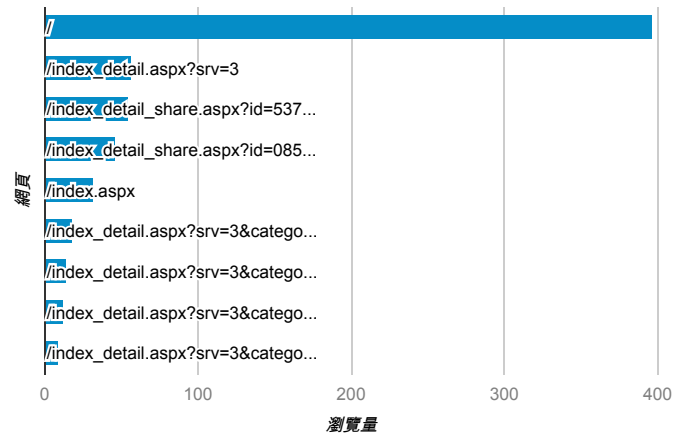 /
/index_detail.aspx?srv=3
/index_detail_share.aspx?id=537...
/index_detail_share.aspx?id=085...
/index.aspx
/index_detail.aspx?srv=3&catego...
/index_detail.aspx?srv=3&catego...
/index_detail.aspx?srv=3&catego...
/index_detail.aspx?srv=3&catego...
網頁
0 100 200 300 400
瀏覽量